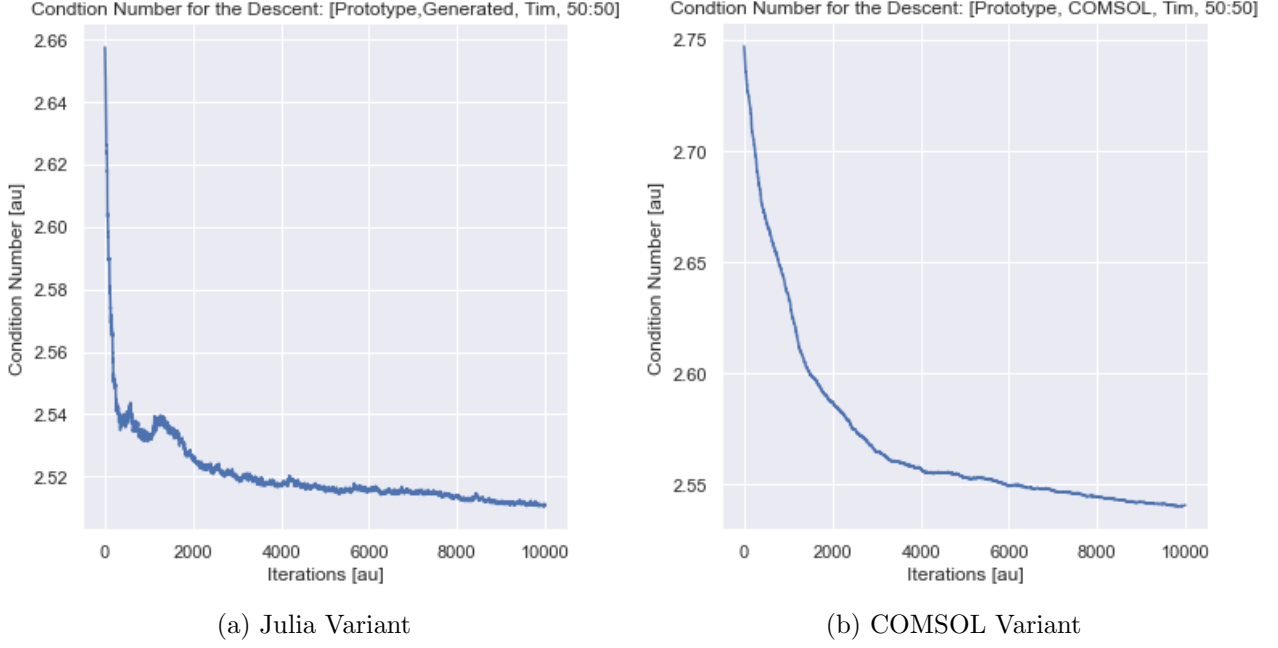 Condtion Number for the Descent: [Prototype,Generated, Tim, 50:50]
2.66
2.64
2.62
2.60
2.58
2.56
2.54
2.52
Condition Number [au]
0 2000 4000 6000 8000 10000
Iterations [au]
(a) Julia Variant
Condtion Number for the Descent: [Prototype, COMSOL, Tim, 50:50]
2.75
2.70
2.65
2.60
2.55
Condition Number [au]
0 2000 4000 6000 8000 10000
Iterations [au]
(b) COMSOL Variant